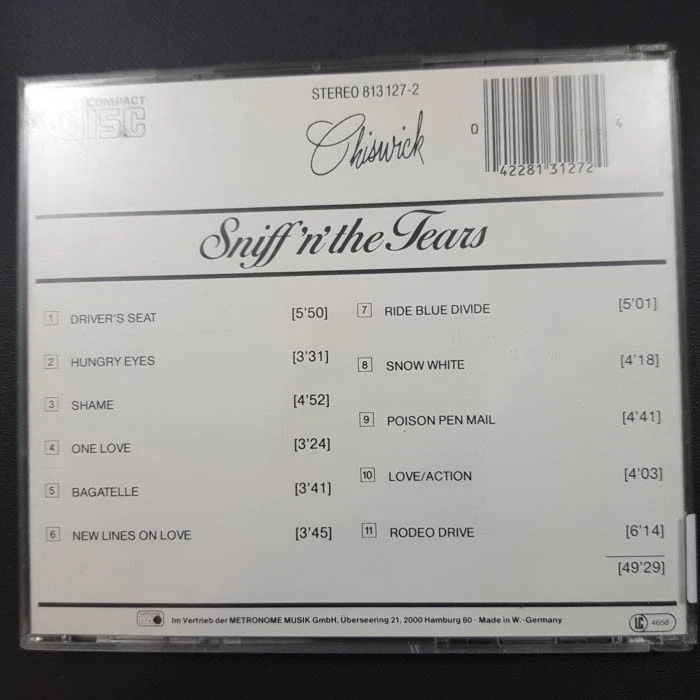 COMPACT
DISC
STEREO 813 127-2
Chiswick
0
42281 31272
4
Sniff 'n' the Tears
1 DRIVER'S SEAT [5'50]
2 HUNGRY EYES [3'31]
3 SHAME [4'52]
4 ONE LOVE [3'24]
5 BAGATELLE [3'41]
6 NEW LINES ON LOVE [3'45]
7 RIDE BLUE DIVIDE [5'01]
8 SNOW WHITE [4'18]
9 POISON PEN MAIL [4'41]
10 LOVE/ACTION [4'03]
11 RODEO DRIVE [6'14]
[49'29]
Im Vertrieb der METRONOME MUSIK GmbH, Überseering 21, 2000 Hamburg 60 · Made in W.-Germany
LC 4658